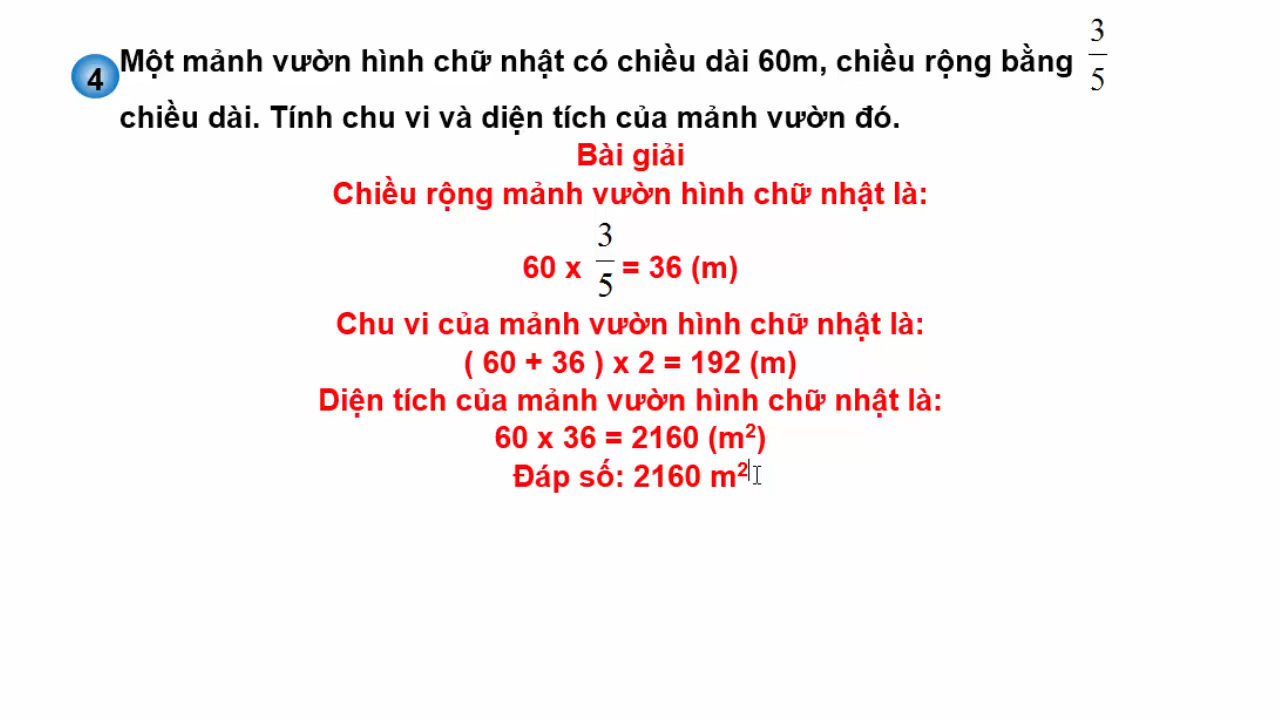 4 Một mảnh vườn hình chữ nhật có chiều dài 60m, chiều rộng bằng 3/5
chiều dài. Tính chu vi và diện tích của mảnh vườn đó.
Bài giải
Chiều rộng mảnh vườn hình chữ nhật là:
60 x 3/5 = 36 (m)
Chu vi của mảnh vườn hình chữ nhật là:
( 60 + 36 ) x 2 = 192 (m)
Diện tích của mảnh vườn hình chữ nhật là:
60 x 36 = 2160 (m²)
Đáp số: 2160 m²